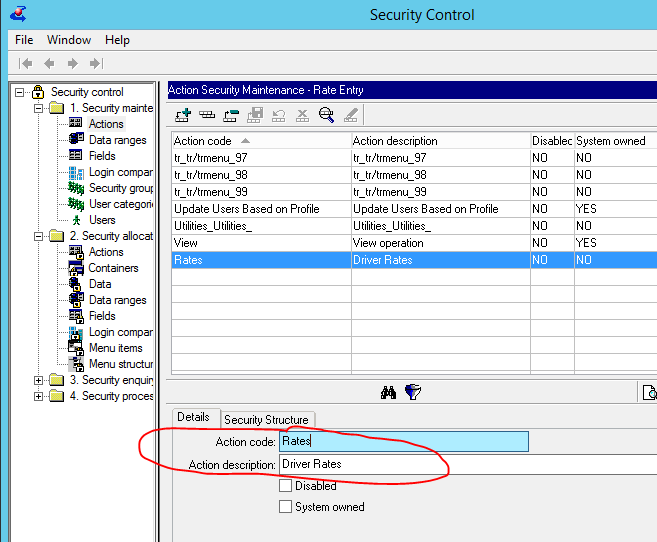 Security Control
File Window Help
Security control
1. Security mainte
Actions
Data ranges
Fields
Login compar
Security group
User categorie
Users
2. Security allocat
Actions
Containers
Data
Data ranges
Fields
Login compar
Menu items
Menu structur
3. Security enquiry
4. Security proces
Action Security Maintenance - Rate Entry
Action code Action description Disabled System owned
tr_tr/trmenu_97 tr_tr/trmenu_97 NO NO
tr_tr/trmenu_98 tr_tr/trmenu_98 NO NO
tr_tr/trmenu_99 tr_tr/trmenu_99 NO NO
Update Users Based on Profile Update Users Based on Profile NO YES
Utilities_Utilities_ Utilities_Utilities_ NO NO
View View operation NO YES
Rates Driver Rates NO NO
Details Security Structure
Action code: Rates
Action description: Driver Rates
Disabled
System owned